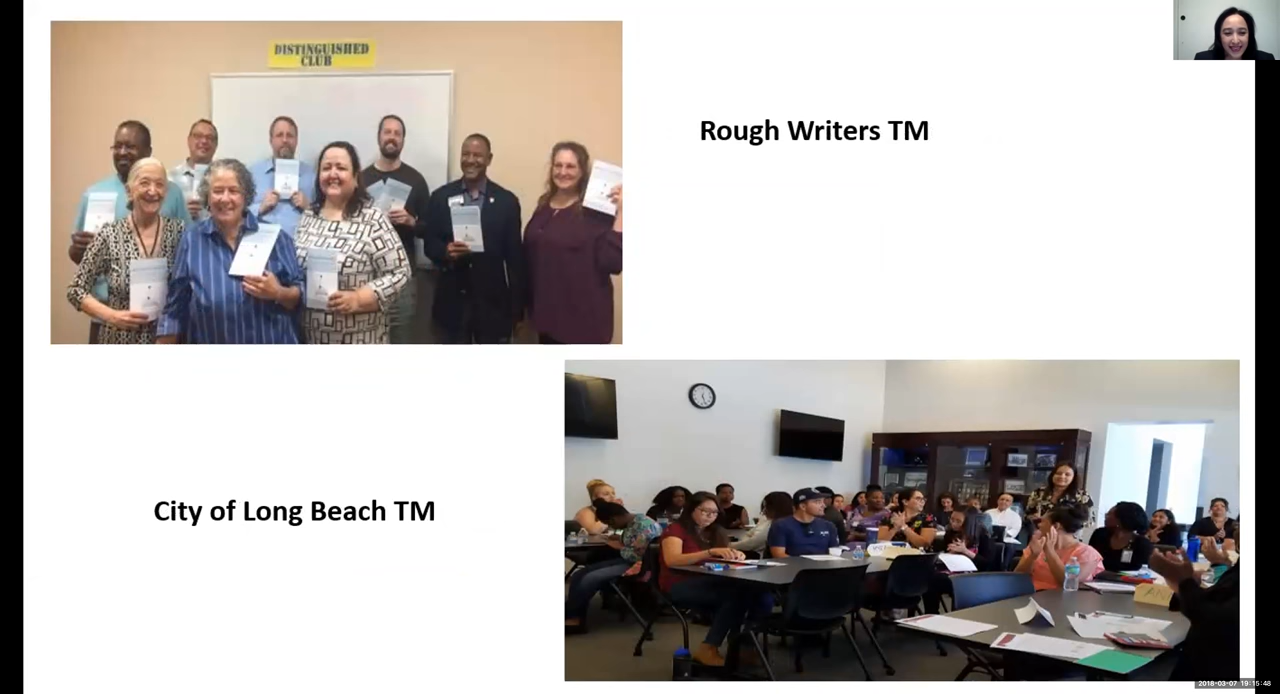 DISTINGUISHED
CLUB
Rough Writers TM
City of Long Beach TM
2018-03-07 19:15:48